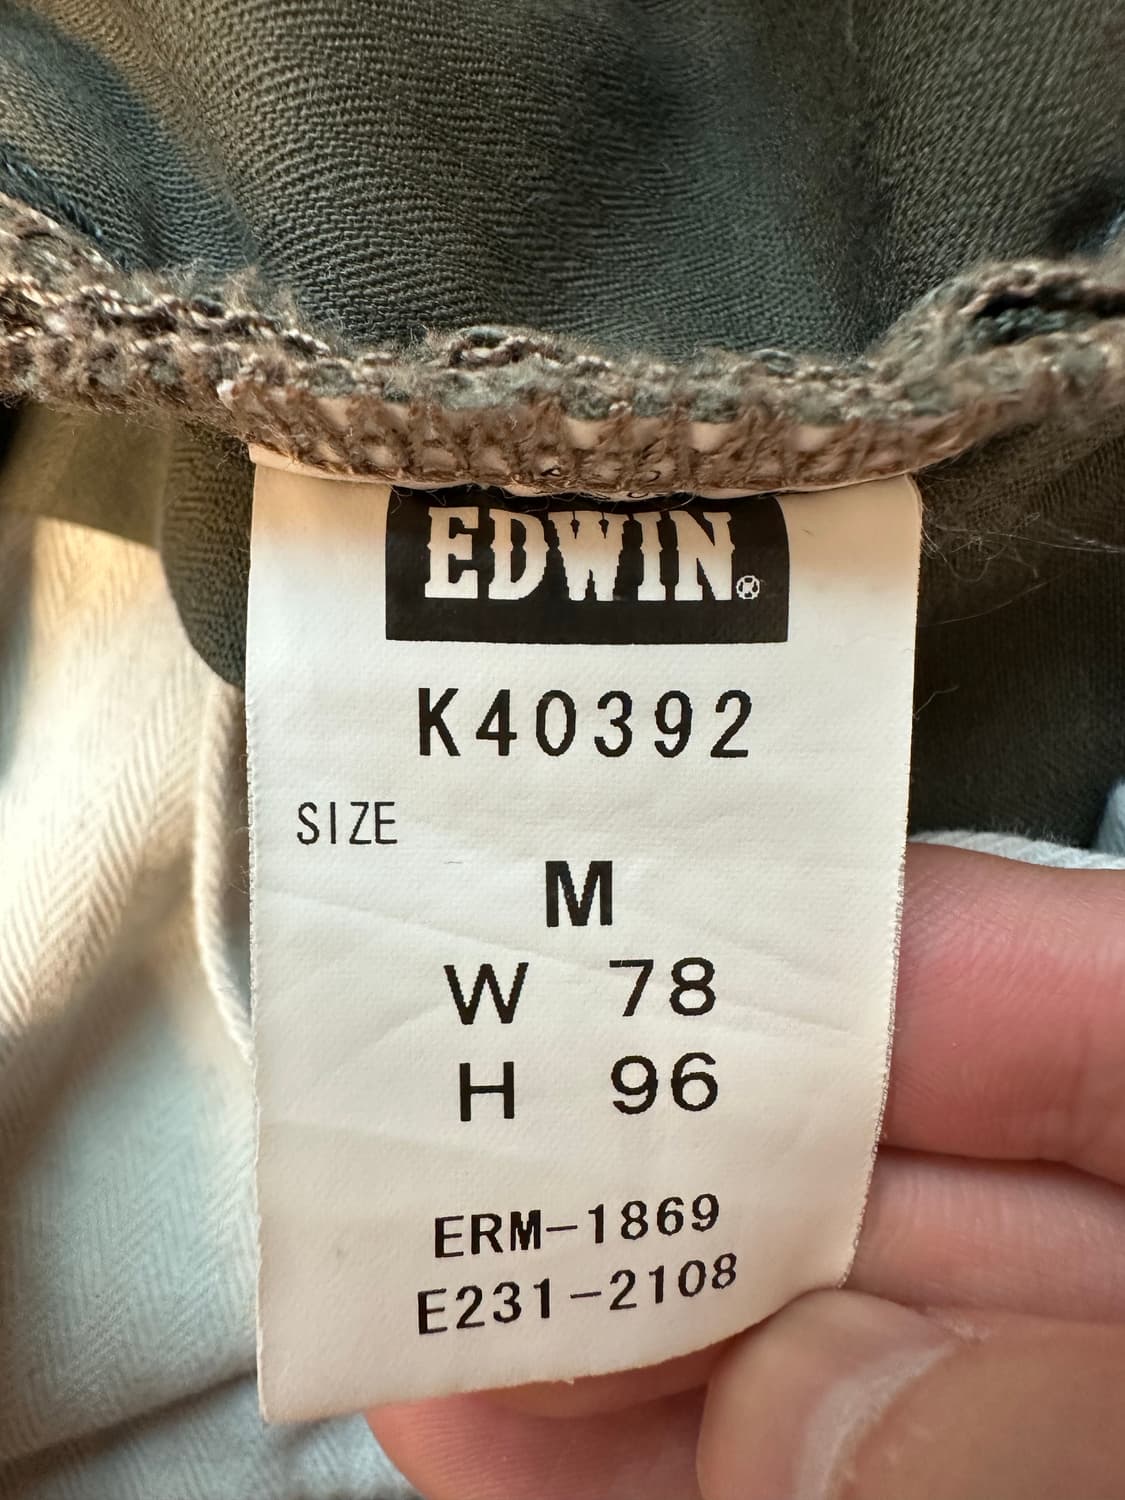 EDWIN®
K40392
SIZE
M
W 78
H 96
ERM-1869
E231-2108